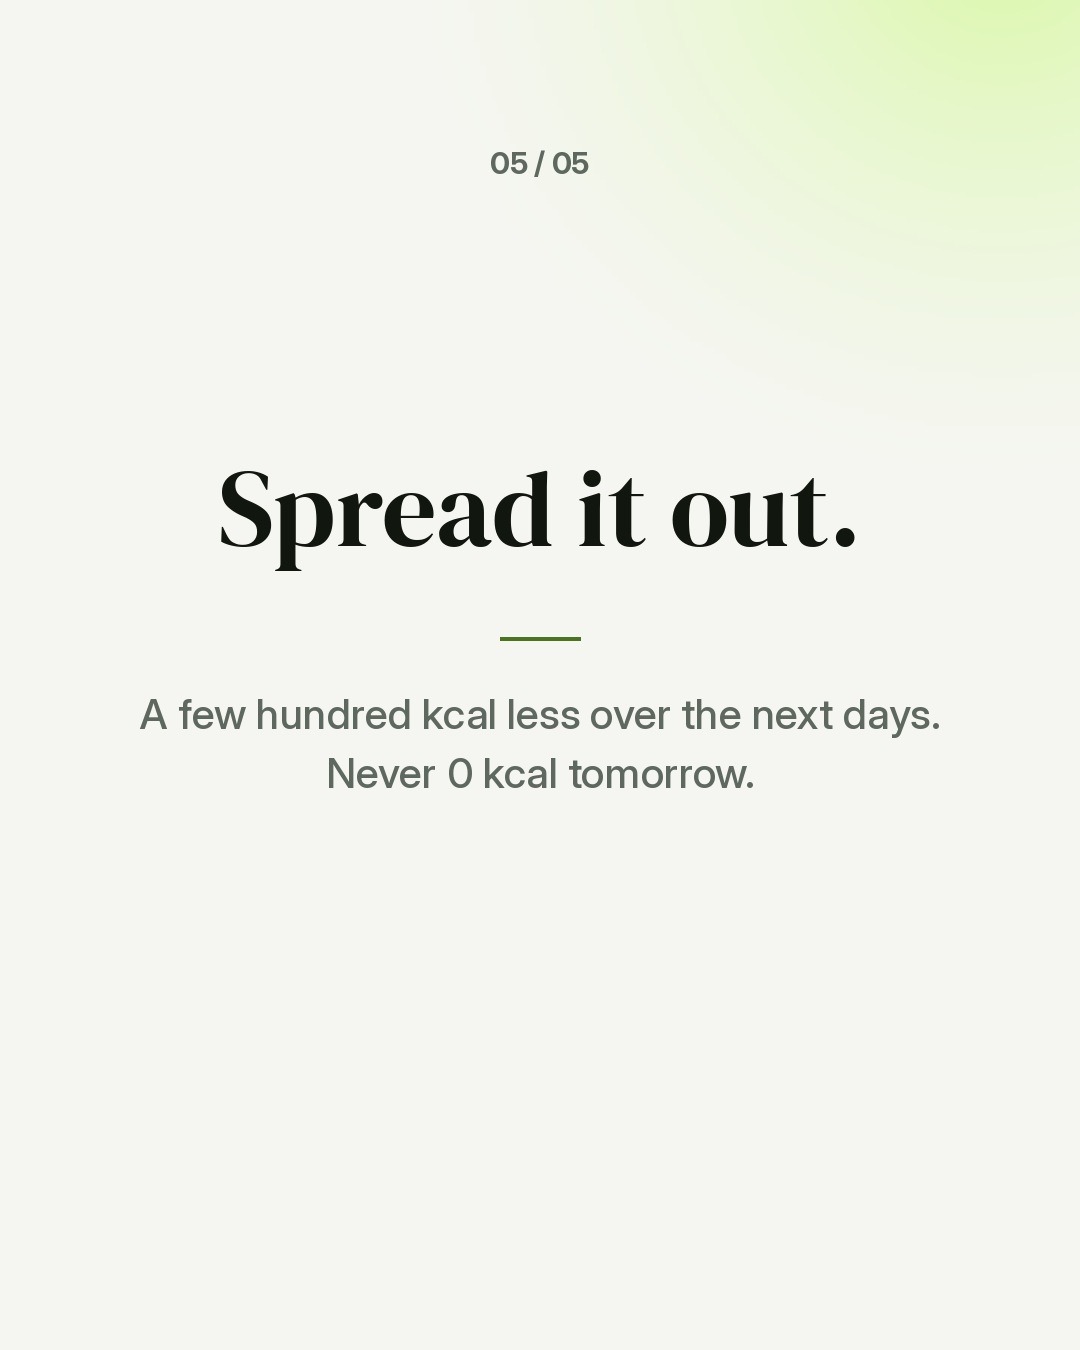 05 / 05
Spread it out.
A few hundred kcal less over the next days.
Never 0 kcal tomorrow.